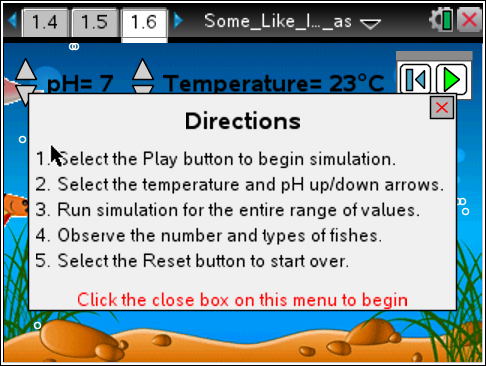 1.4 1.5 1.6 Some_Like_I…_as
pH= 7 Temperature= 23°C
Directions
1. Select the Play button to begin simulation.
2. Select the temperature and pH up/down arrows.
3. Run simulation for the entire range of values.
4. Observe the number and types of fishes.
5. Select the Reset button to start over.
Click the close box on this menu to begin